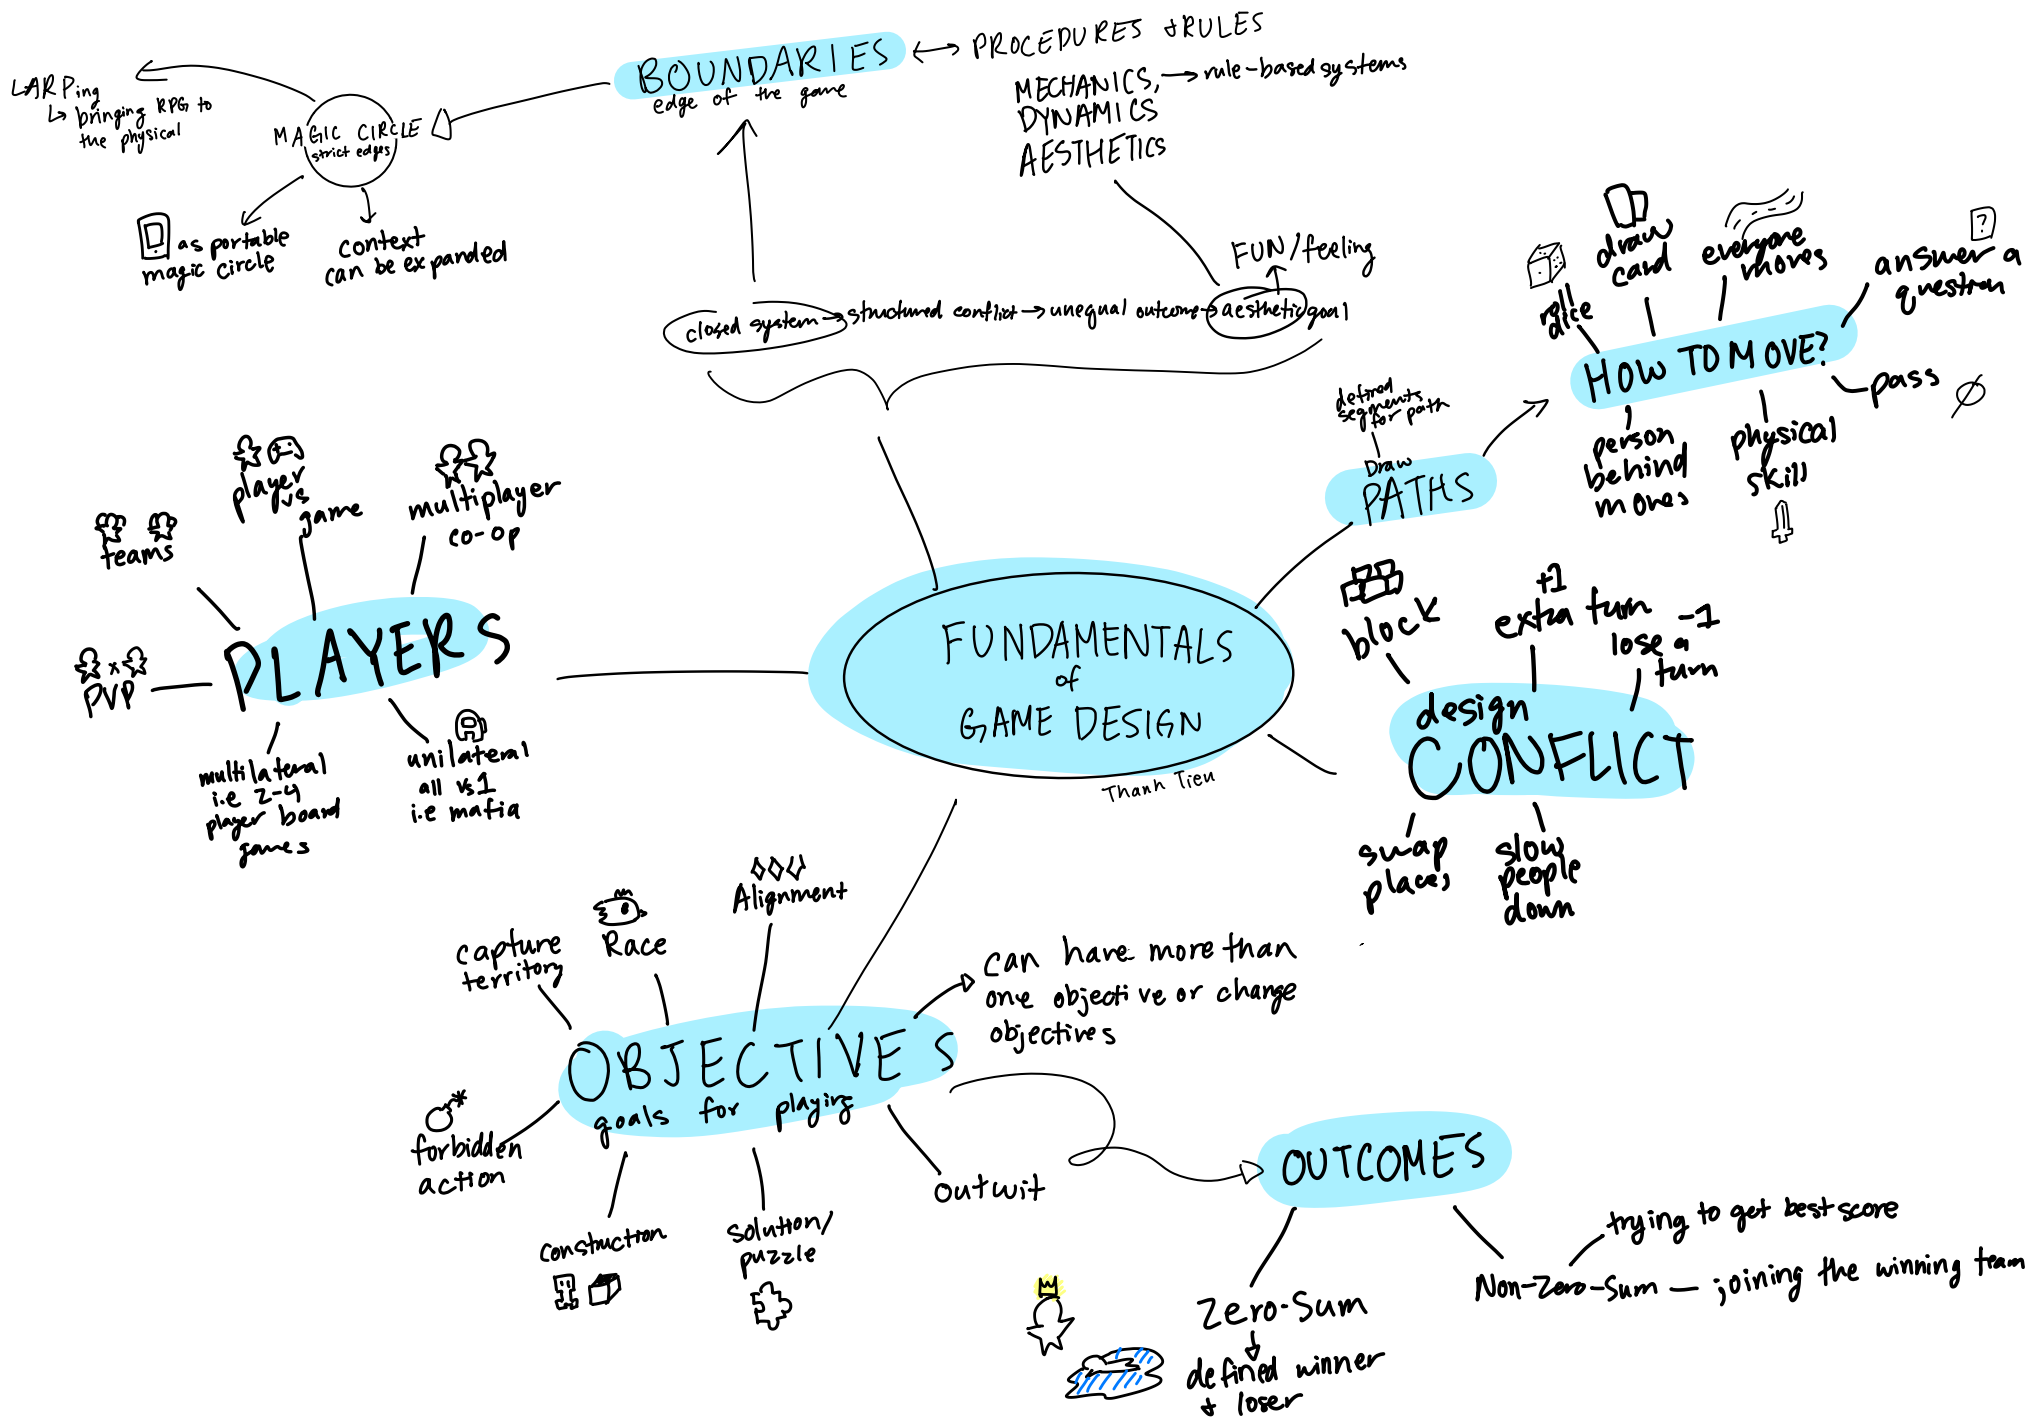 BOUNDARIES
edge of the game
PROCEDURES & RULES
MECHANICS,
DYNAMICS
AESTHETICS
rule-based systems
LARPing
bringing RPG to
the physical
MAGIC CIRCLE
strict edges
as portable
magic circle
context
can be expanded
FUN/feeling
closed system
structured conflict
unequal outcome
aesthetic goal
roll
dice
draw
card
everyone
moves
?
answer a
question
HOW TO MOVE?
pass
person
behind
moves
physical
skill
defined
segments
for path
Draw
PATHS
player
vs
game
multiplayer
co-op
teams
PLAYERS
x
PVP
multilateral
i.e 2-4
player board
games
unilateral
all vs 1
i.e mafia
FUNDAMENTALS
of
GAME DESIGN
Thanh Tieu
block
+1
extra turn
-1
lose a
turn
design
CONFLICT
swap
places
slow
people
down
Alignment
Race
capture
territory
can have more than
one objective or change
objectives
OBJECTIVES
goals for playing
forbidden
action
construction
solution/
puzzle
outwit
OUTCOMES
trying to get best score
Non-Zero-Sum
joining the winning team
Zero-Sum
defined winner
& loser